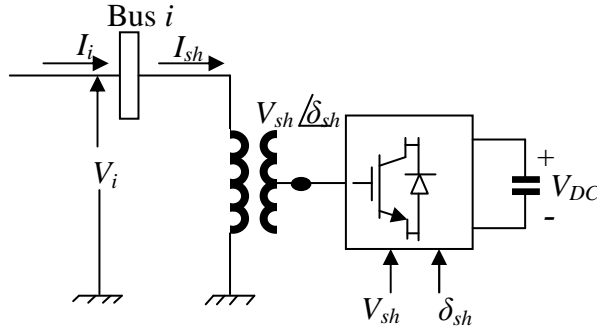 Bus i
I_i
I_sh
V_sh /δ_sh
V_i
+
V_DC
-
V_sh
δ_sh